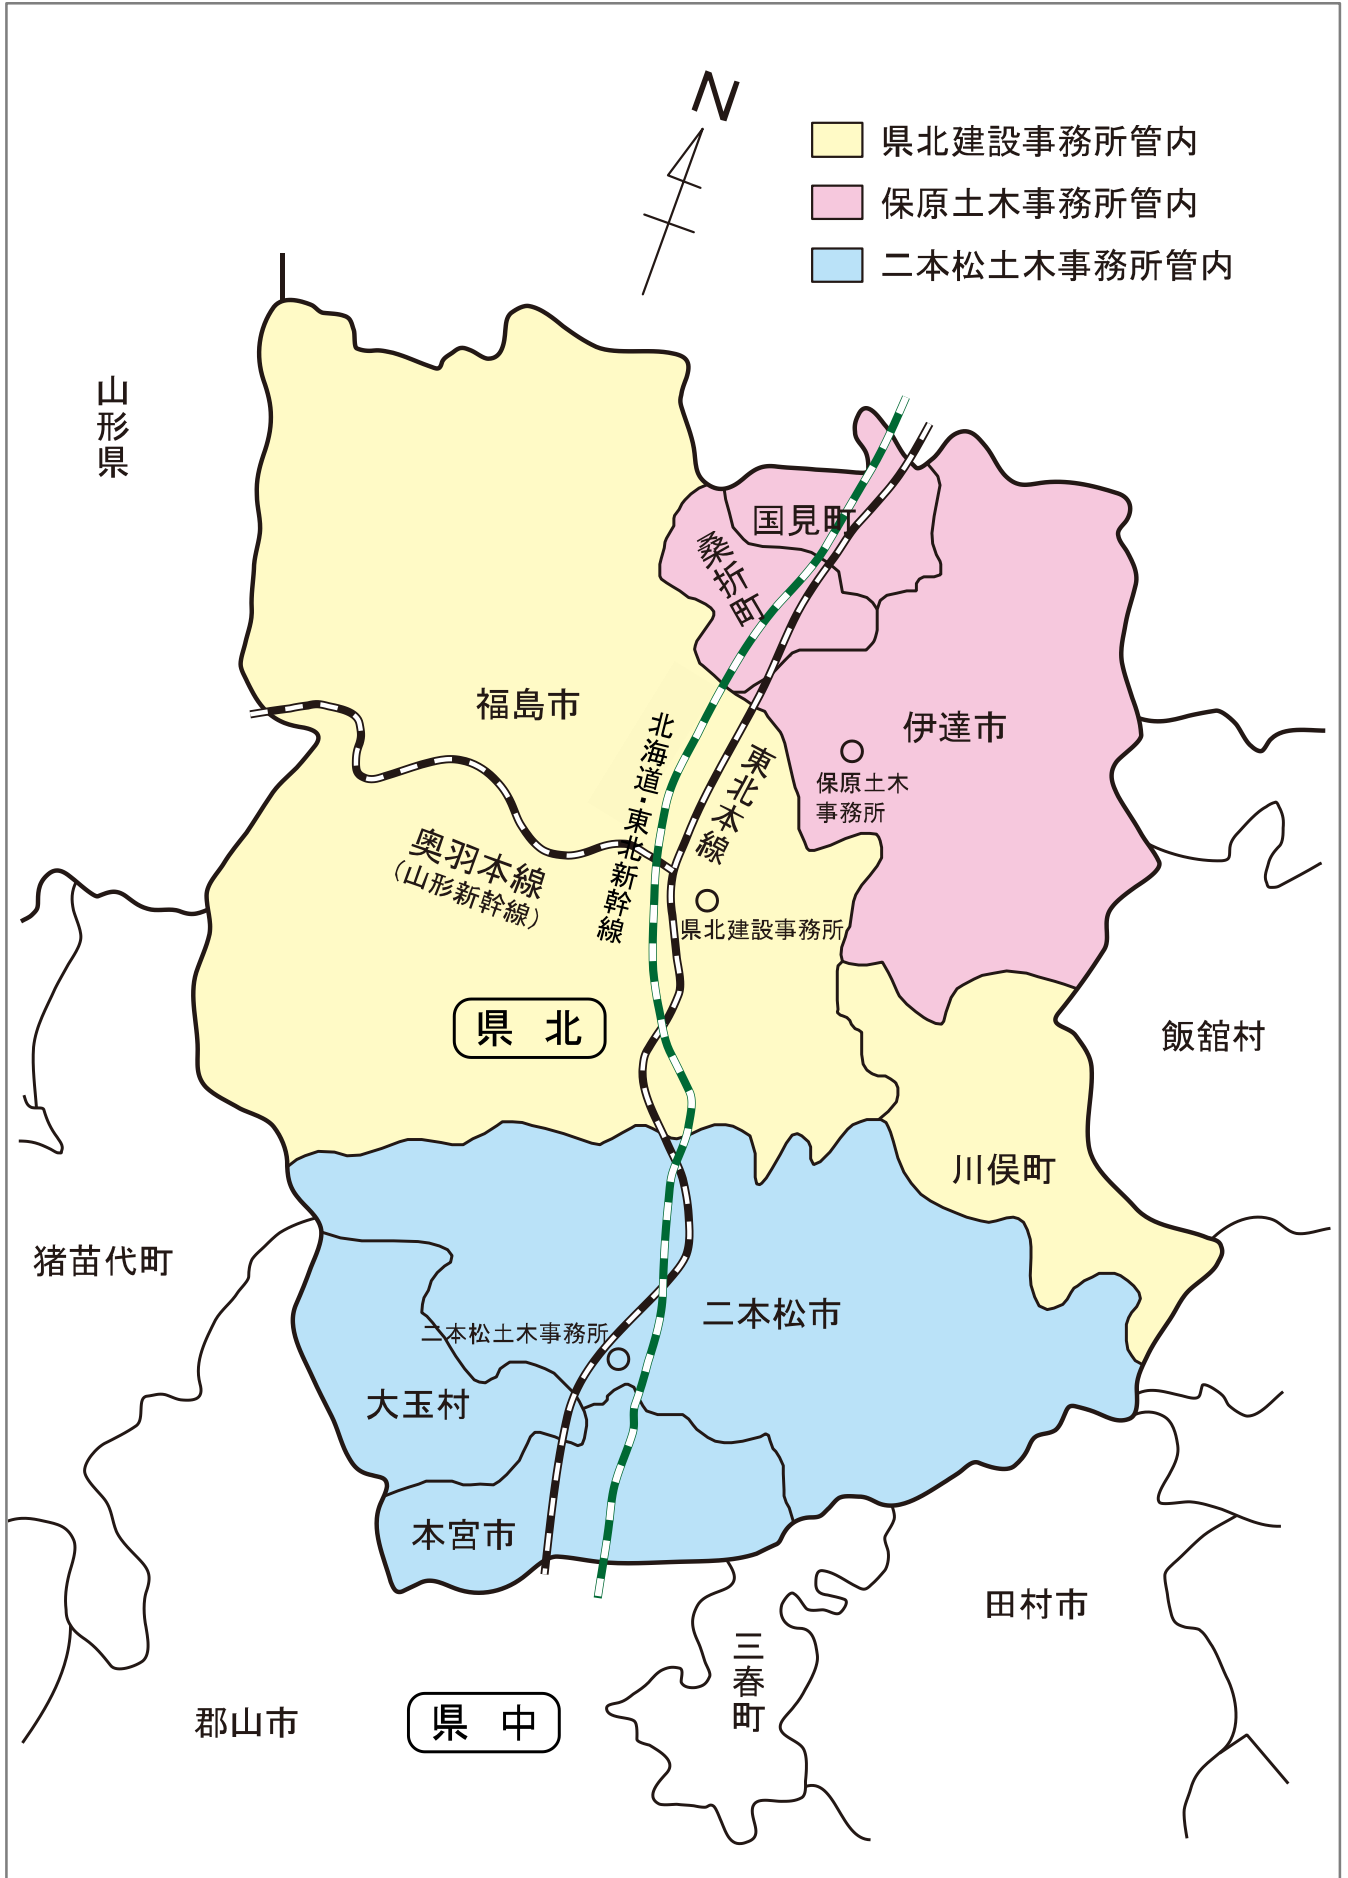 N
県北建設事務所管内
保原土木事務所管内
二本松土木事務所管内
山形県
国見町
桑折町
福島市
伊達市
保原土木
事務所
北海道・東北新幹線
東北本線
奥羽本線
(山形新幹線)
県北建設事務所
県 北
飯舘村
川俣町
猪苗代町
二本松市
二本松土木事務所
大玉村
本宮市
田村市
三春町
郡山市
県 中